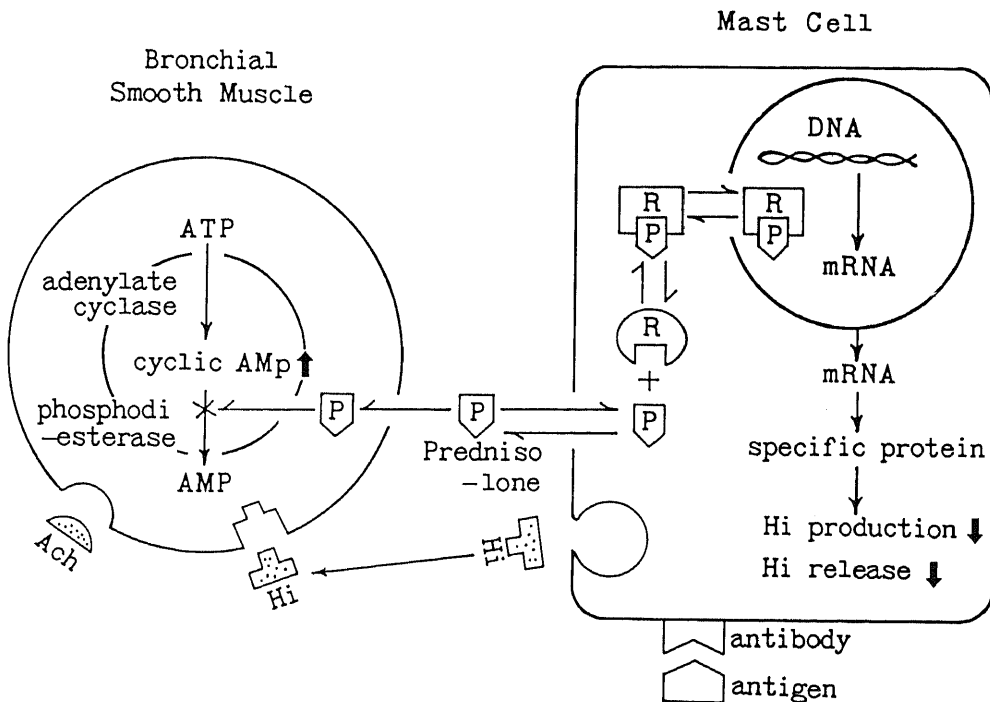 Mast Cell
Bronchial
Smooth Muscle
ATP
adenylate
cyclase
cyclic AMp
phosphodi
-esterase
AMP
Ach
Hi
Hi
P
P
Predniso
-lone
DNA
R
P
R
P
mRNA
R
+
P
mRNA
specific protein
Hi production
Hi release
antibody
antigen